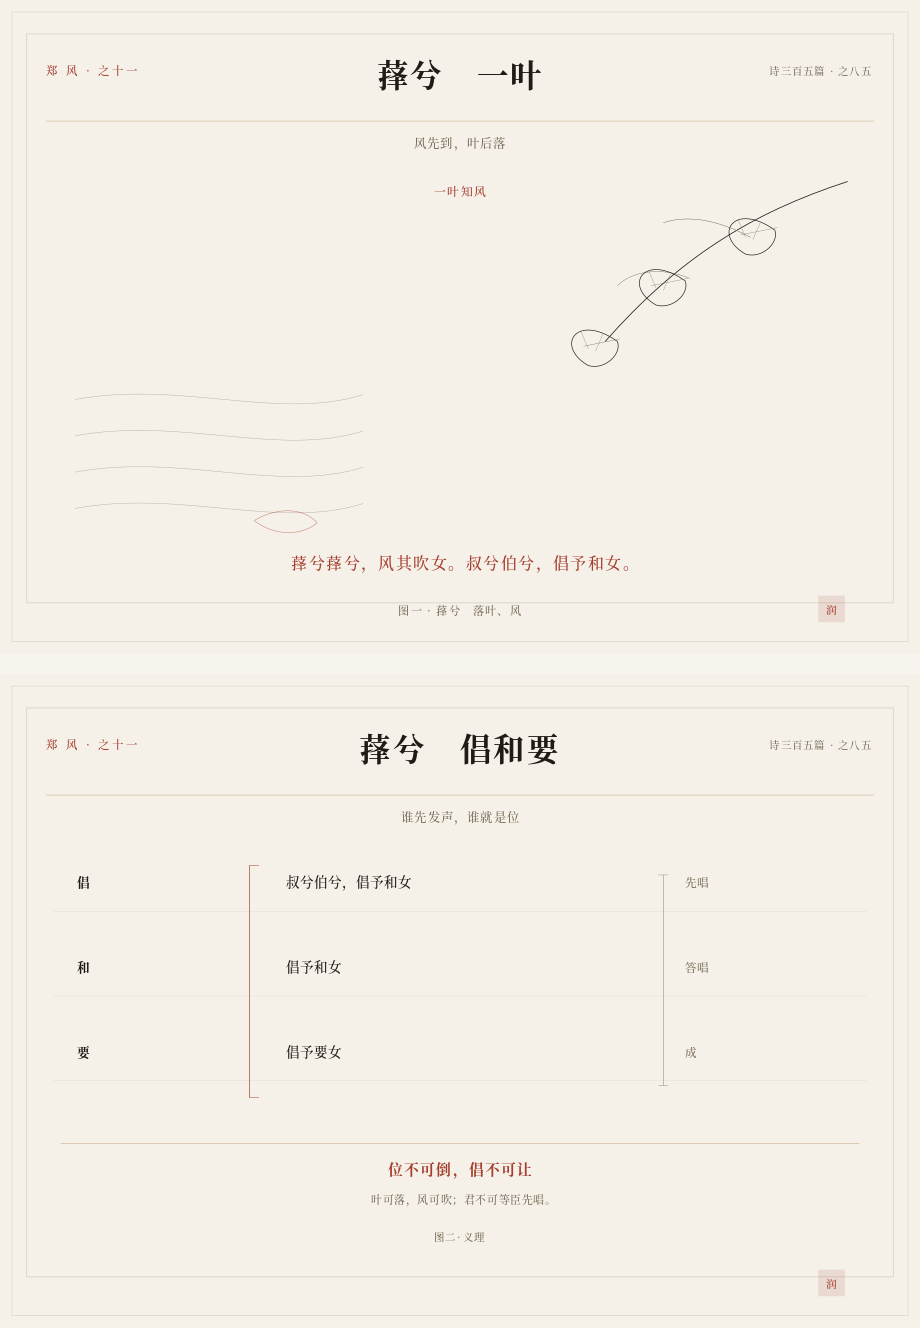 郑风·之十一
萚兮　一叶
诗三百五篇·之八五
风先到，叶后落
一叶知风
萚兮萚兮，风其吹女。叔兮伯兮，倡予和女。
图一·萚兮　落叶、风
润
郑风·之十一
萚兮　倡和要
诗三百五篇·之八五
谁先发声，谁就是位
倡
叔兮伯兮，倡予和女
先唱
和
倡予和女
答唱
要
倡予要女
成
位不可倒，倡不可让
叶可落，风可吹；君不可等臣先唱。
图二·义理
润